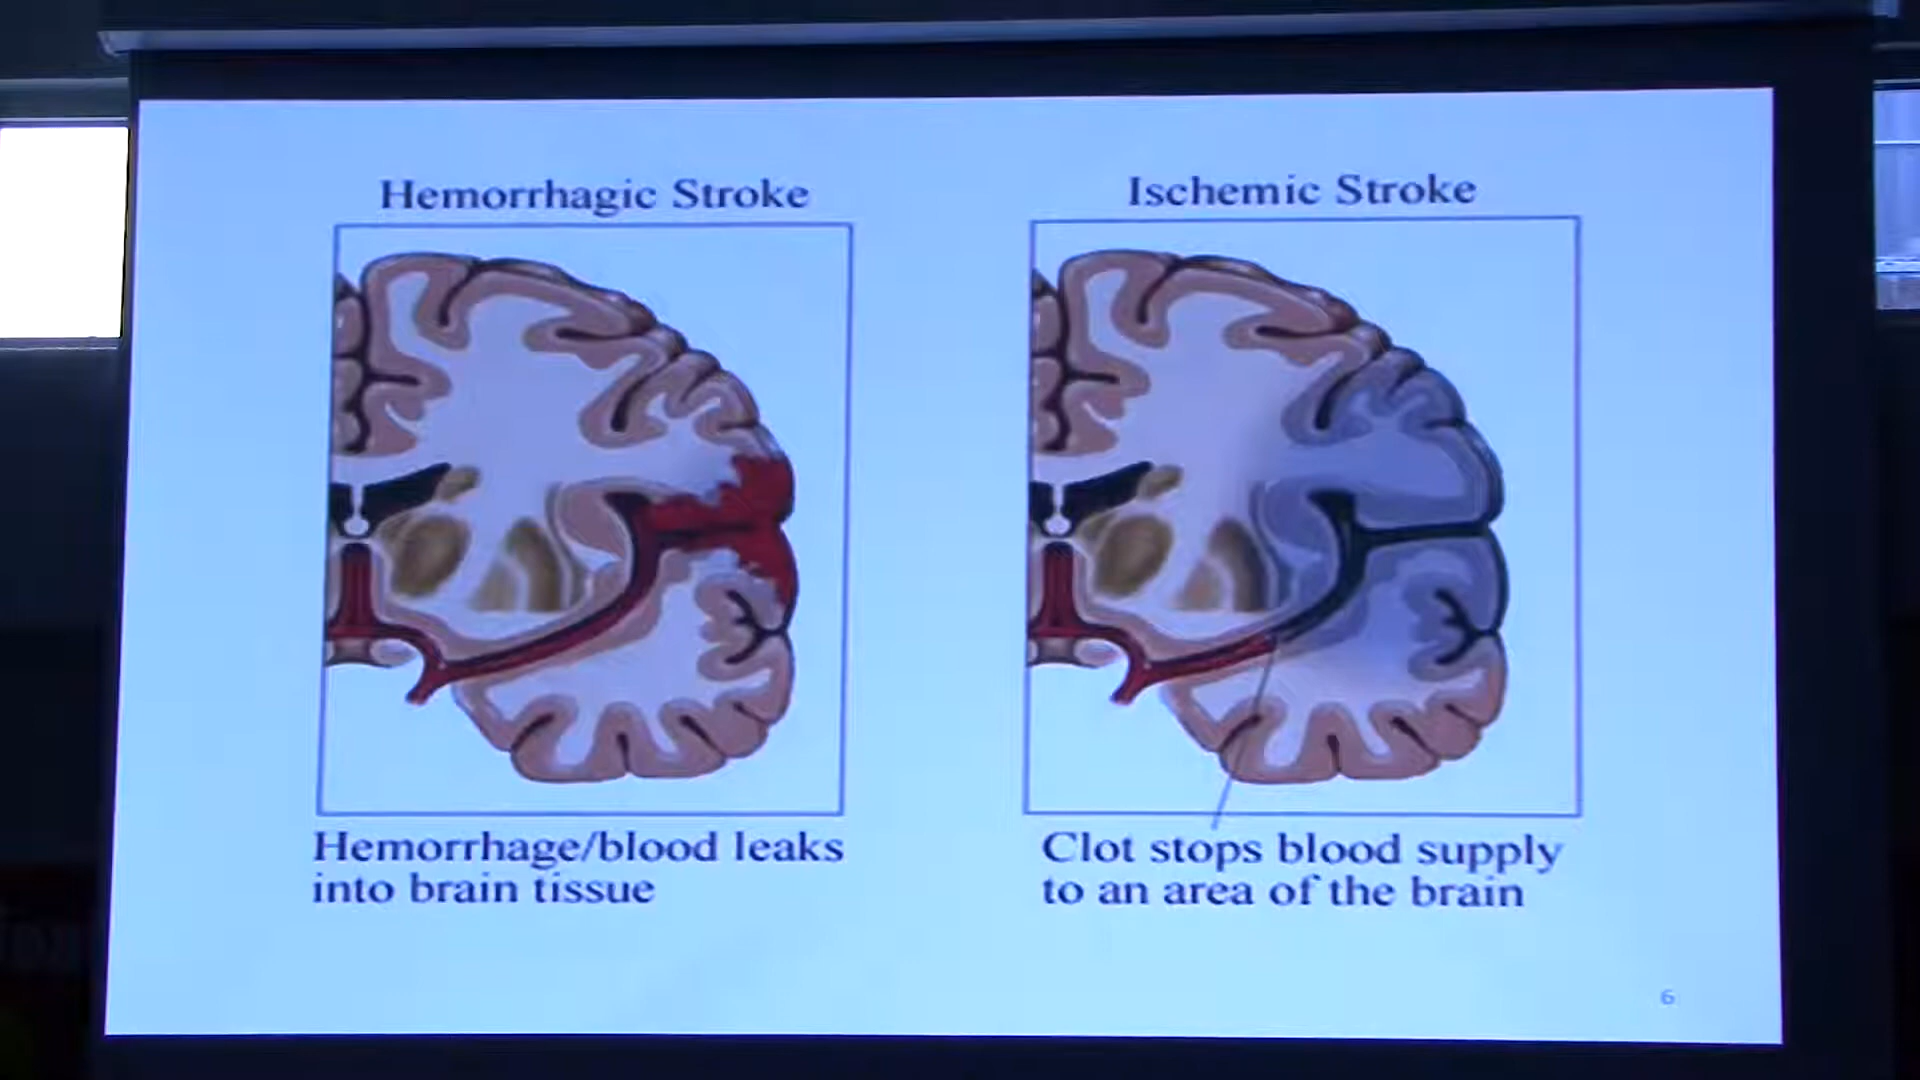 Hemorrhagic Stroke
Ischemic Stroke
Hemorrhage/blood leaks
into brain tissue
Clot stops blood supply
to an area of the brain
6